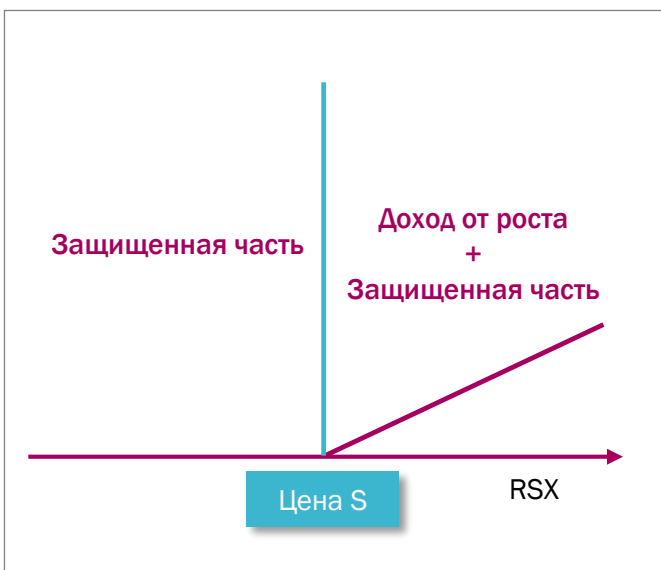 Защищенная часть
Доход от роста
+
Защищенная часть
Цена S
RSX